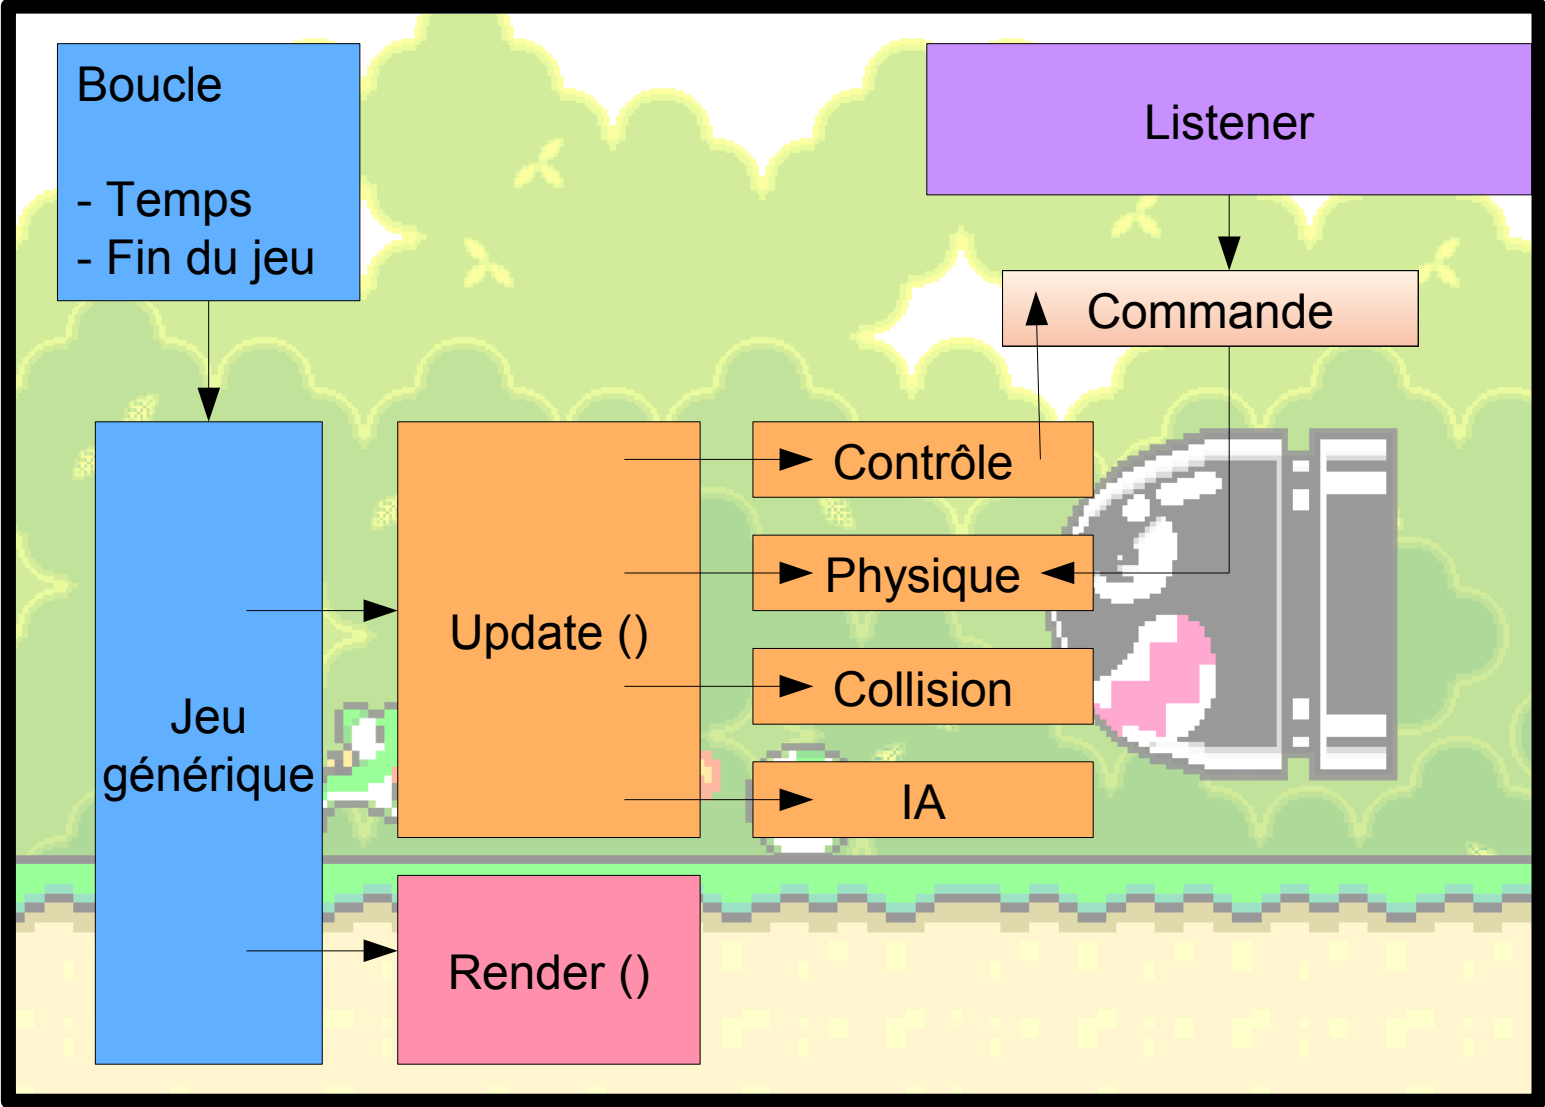 Boucle
- Temps
- Fin du jeu
Listener
Commande
Jeu
générique
Update ()
Contrôle
Physique
Collision
IA
Render ()